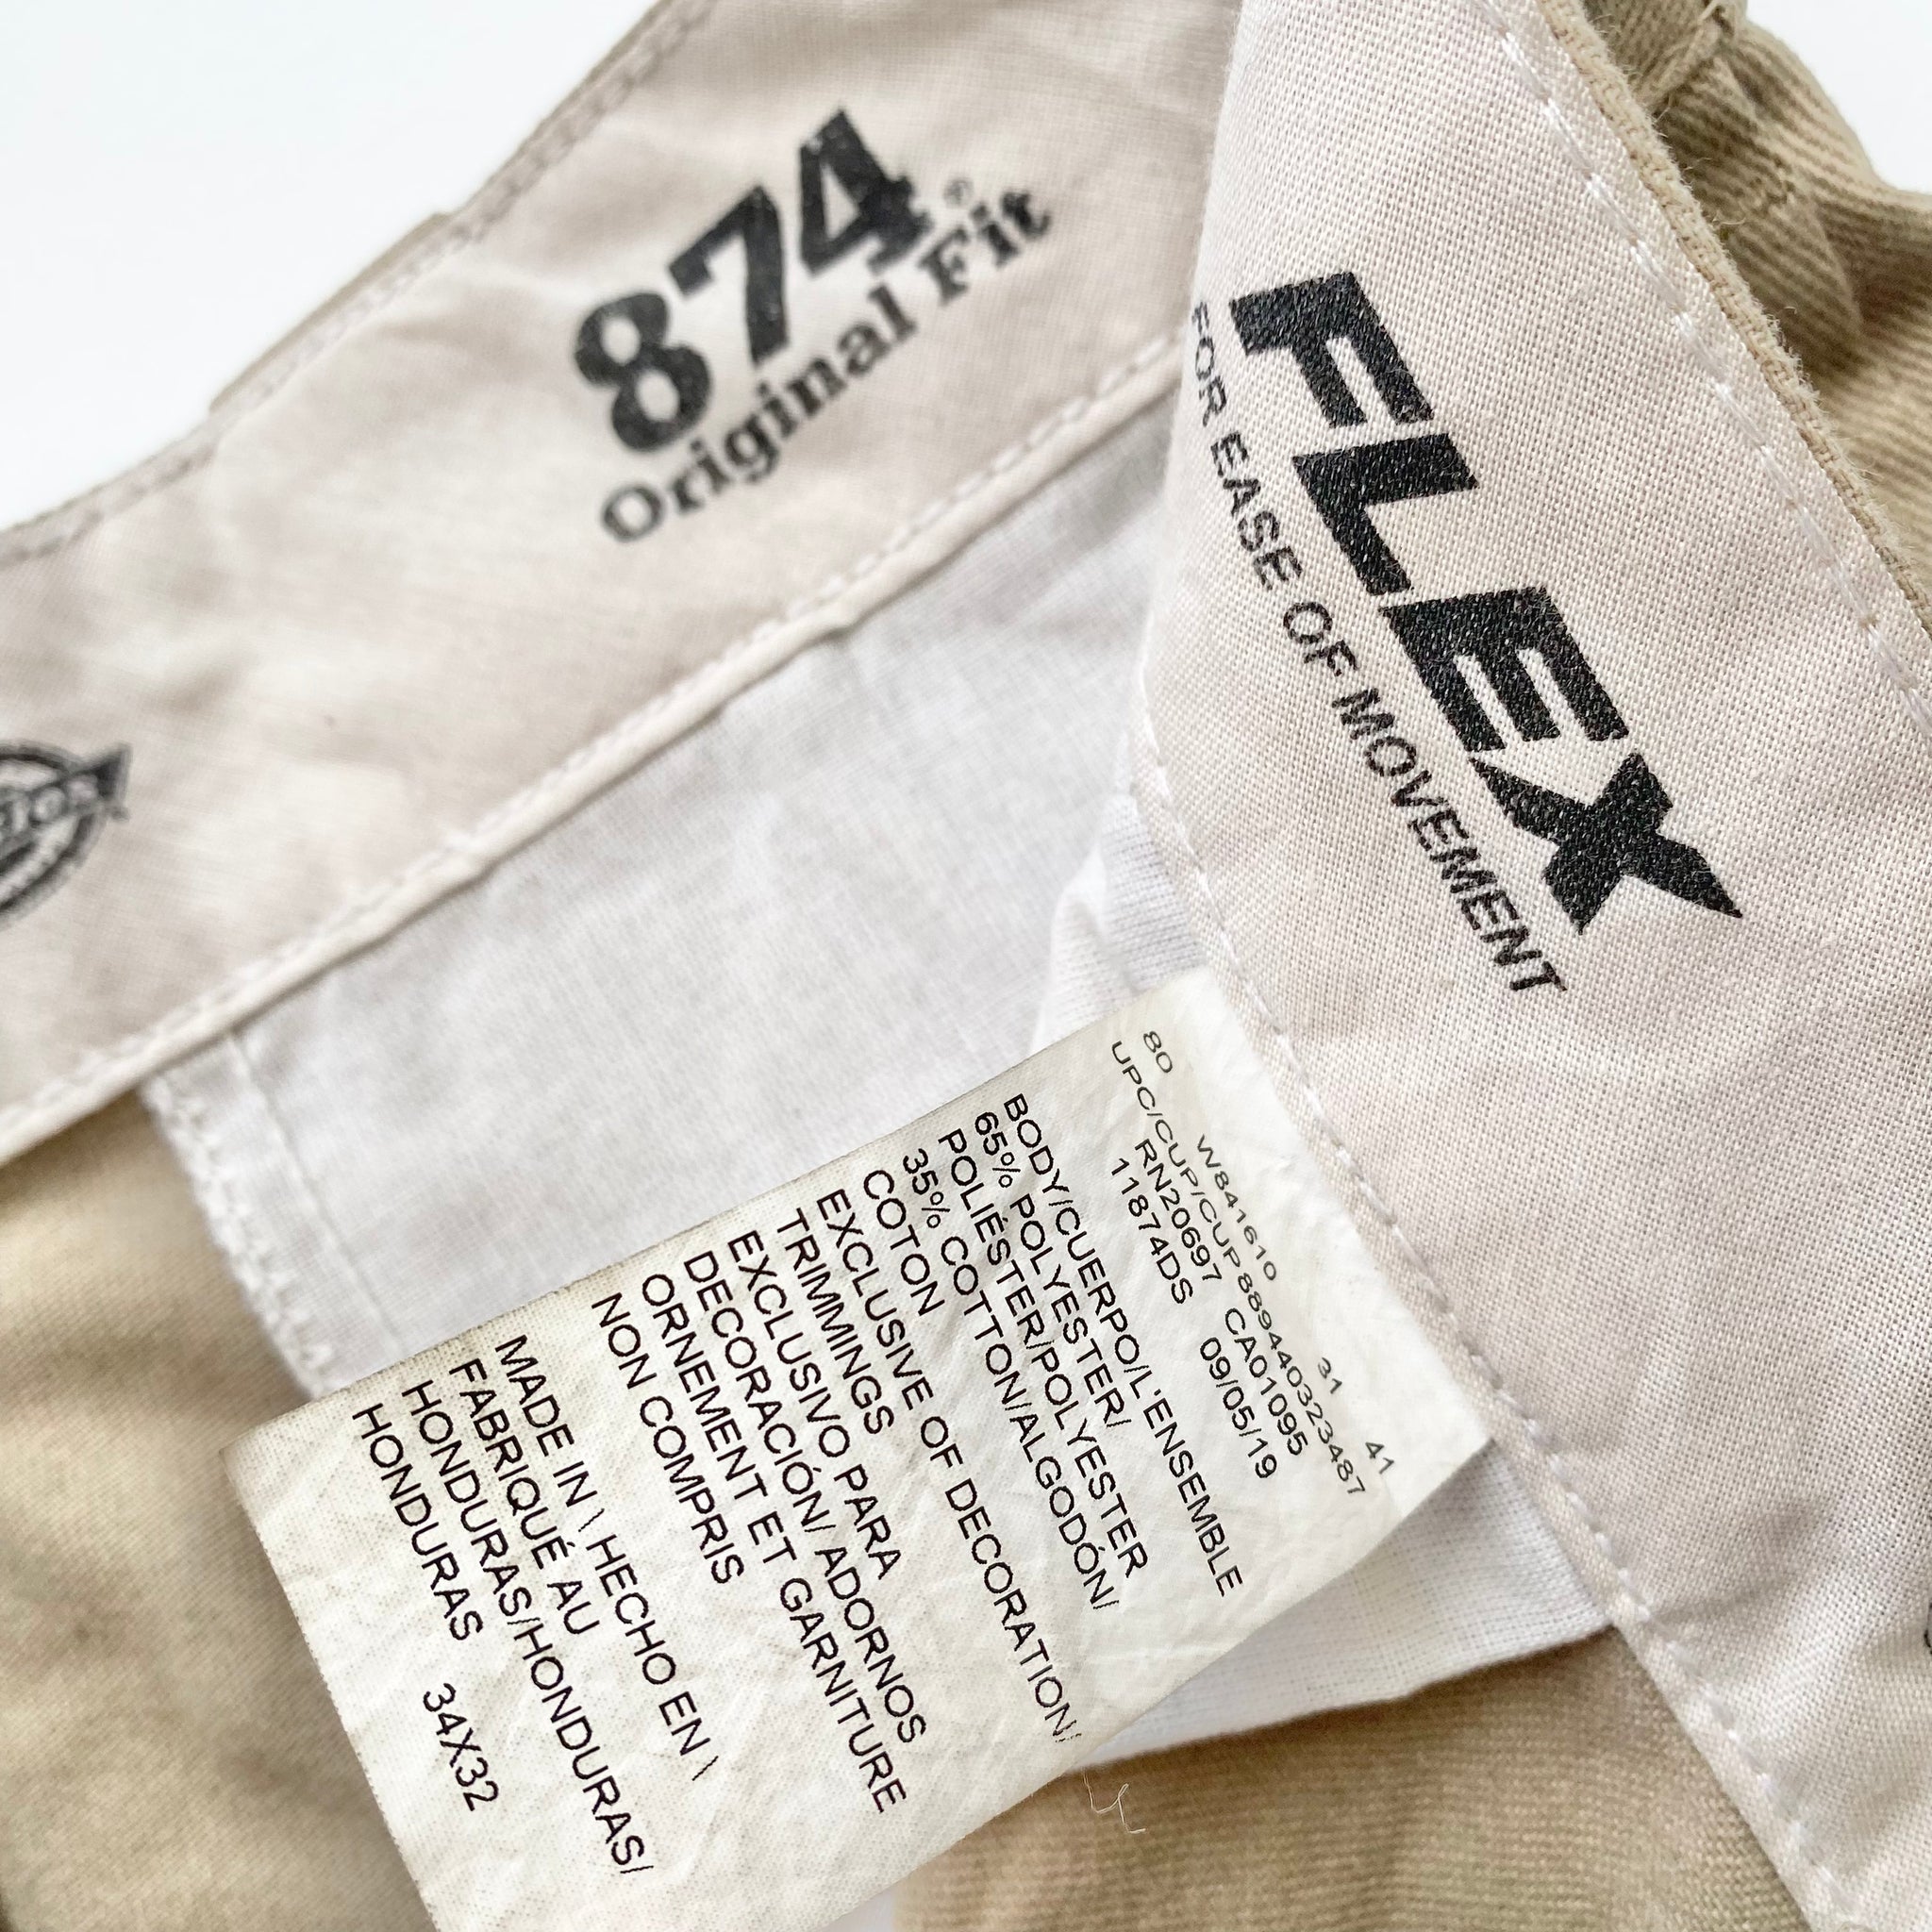 874®
Original Fit
FLEX
FOR EASE OF MOVEMENT
80 W841610 31 41
UPC/CUP/CUP 889440323487
RN20697 CA01095
11874DS 09/05/19
BODY/CUERPO/L'ENSEMBLE
65% POLYESTER/
POLIÉSTER/POLYESTER
35% COTTON/ALGODÓN/
COTON
EXCLUSIVE OF DECORATION/
TRIMMINGS
EXCLUSIVO PARA
DECORACIÓN/ ADORNOS
ORNEMENT ET GARNITURE
NON COMPRIS
MADE IN \ HECHO EN \
FABRIQUÉ AU
HONDURAS/HONDURAS/
HONDURAS 34X32